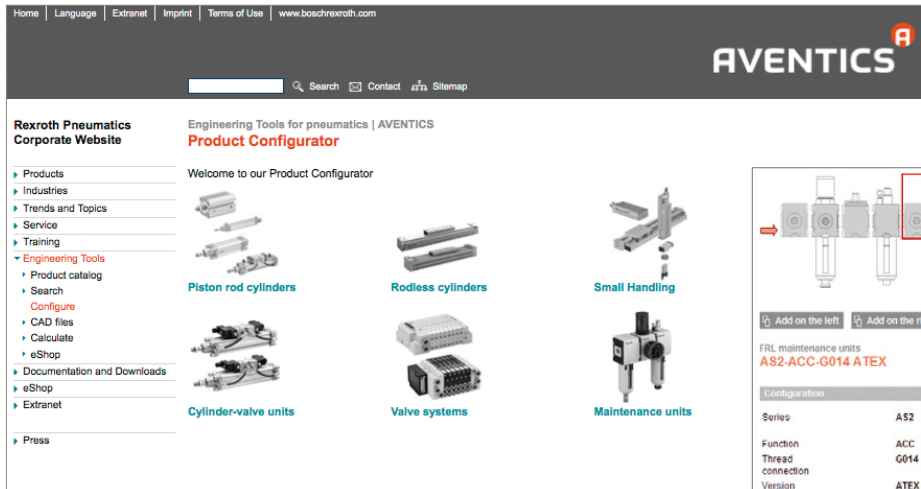 Home | Language | Extranet | Imprint | Terms of Use | www.boschrexroth.com
AVENTICS
Search Contact Sitemap
Rexroth Pneumatics
Corporate Website
Products
Industries
Trends and Topics
Service
Training
Engineering Tools
Product catalog
Search
Configure
CAD files
Calculate
eShop
Documentation and Downloads
eShop
Extranet
Press
Engineering Tools for pneumatics | AVENTICS
Product Configurator
Welcome to our Product Configurator
Piston rod cylinders
Rodless cylinders
Small Handling
Cylinder-valve units
Valve systems
Maintenance units
Add on the left Add on the
FRL maintenance units
AS2-ACC-G014 ATEX
Configuration
Series AS2
Function ACC
Thread G014
connection
Version ATEX